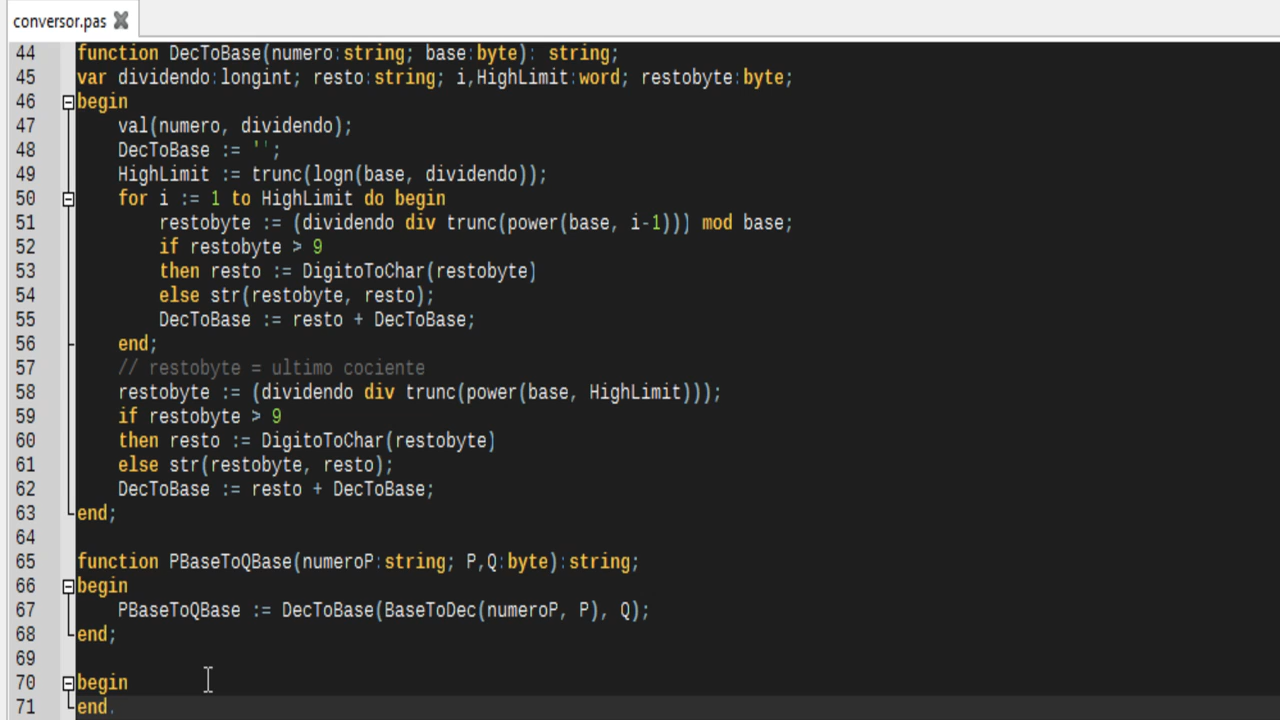 conversor.pas
44 function DecToBase(numero:string; base:byte): string;
45 var dividendo:longint; resto:string; i,HighLimit:word; restobyte:byte;
46 begin
47     val(numero, dividendo);
48     DecToBase := '';
49     HighLimit := trunc(logn(base, dividendo));
50     for i := 1 to HighLimit do begin
51         restobyte := (dividendo div trunc(power(base, i-1))) mod base;
52         if restobyte > 9
53         then resto := DigitoToChar(restobyte)
54         else str(restobyte, resto);
55         DecToBase := resto + DecToBase;
56     end;
57     // restobyte = ultimo cociente
58     restobyte := (dividendo div trunc(power(base, HighLimit)));
59     if restobyte > 9
60     then resto := DigitoToChar(restobyte)
61     else str(restobyte, resto);
62     DecToBase := resto + DecToBase;
63 end;
64
65 function PBaseToQBase(numeroP:string; P,Q:byte):string;
66 begin
67     PBaseToQBase := DecToBase(BaseToDec(numeroP, P), Q);
68 end;
69
70 begin
71 end.